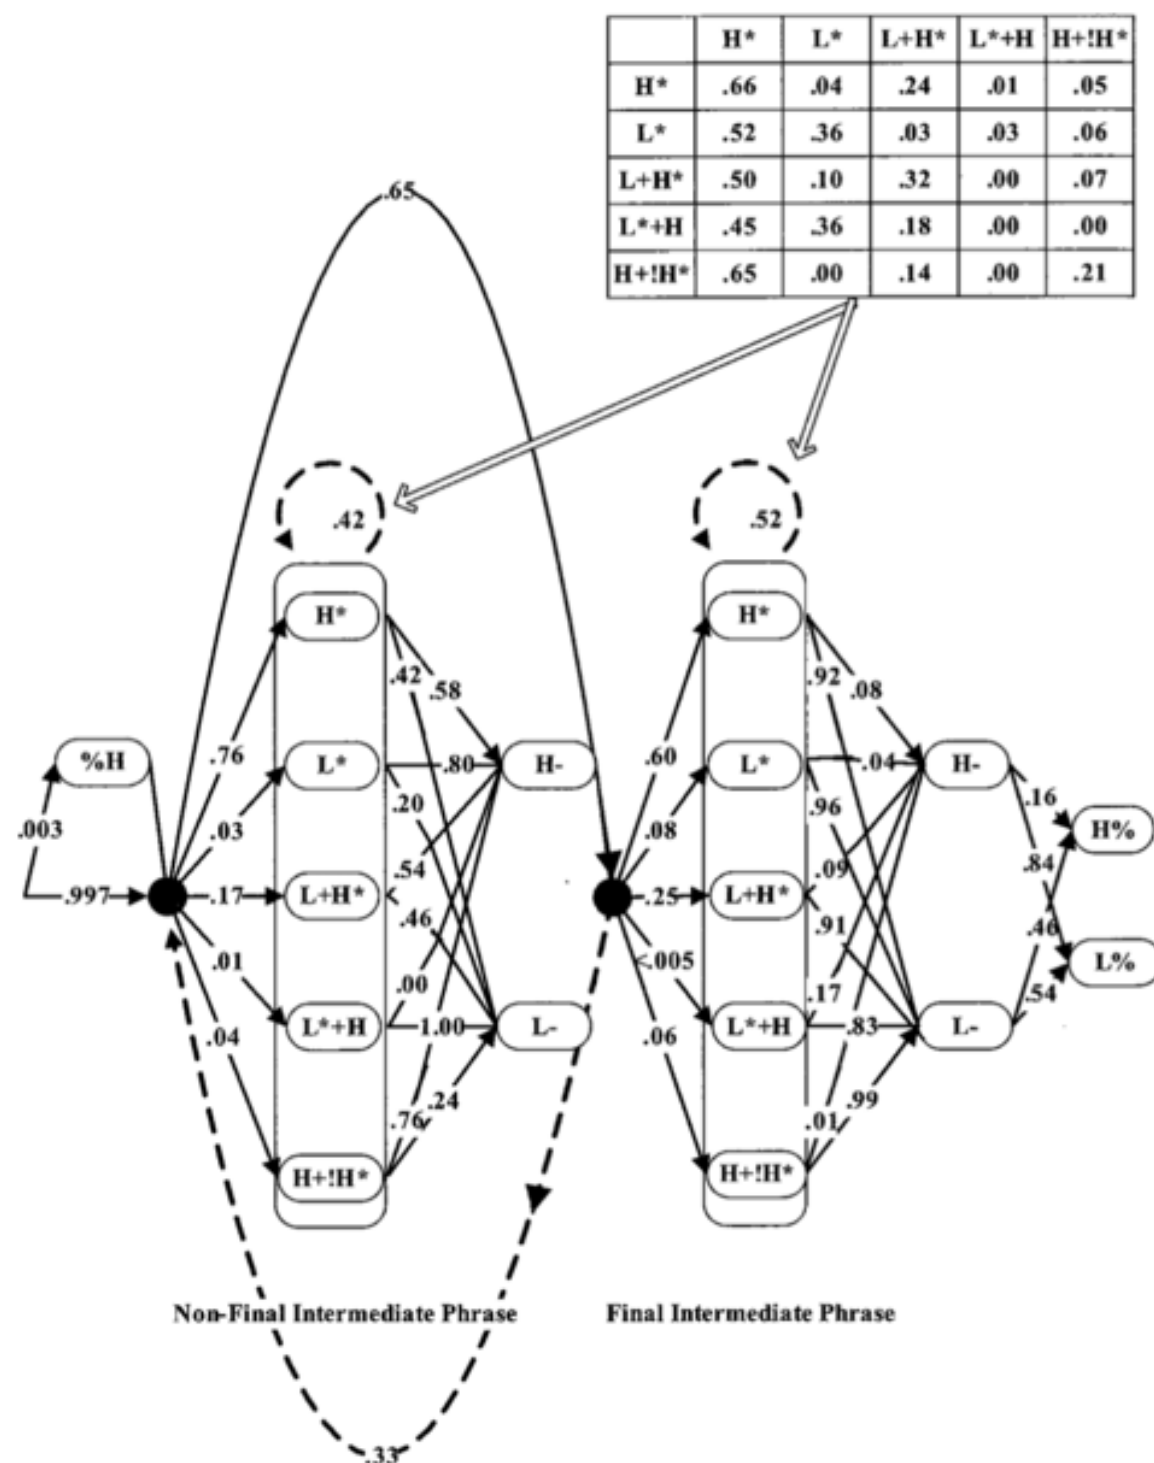 H* L* L+H* L*+H H+!H*
H* .66 .04 .24 .01 .05
L* .52 .36 .03 .03 .06
L+H* .50 .10 .32 .00 .07
L*+H .45 .36 .18 .00 .00
H+!H* .65 .00 .14 .00 .21
.65
.42
.52
H*
H*
.42
.58
.92
.08
%H
.76
L*
.80
H-
.60
L*
.04
H-
.16
.003
.03
.20
.08
.96
H%
.54
.09
.84
.997
.17
L+H*
.46
.25
L+H*
.91
.46
.01
.00
<.005
.17
L%
.54
.04
L*+H
1.00
L-
.06
L*+H
.83
L-
.76
.24
.01
.99
H+!H*
H+!H*
Non-Final Intermediate Phrase
Final Intermediate Phrase
.33